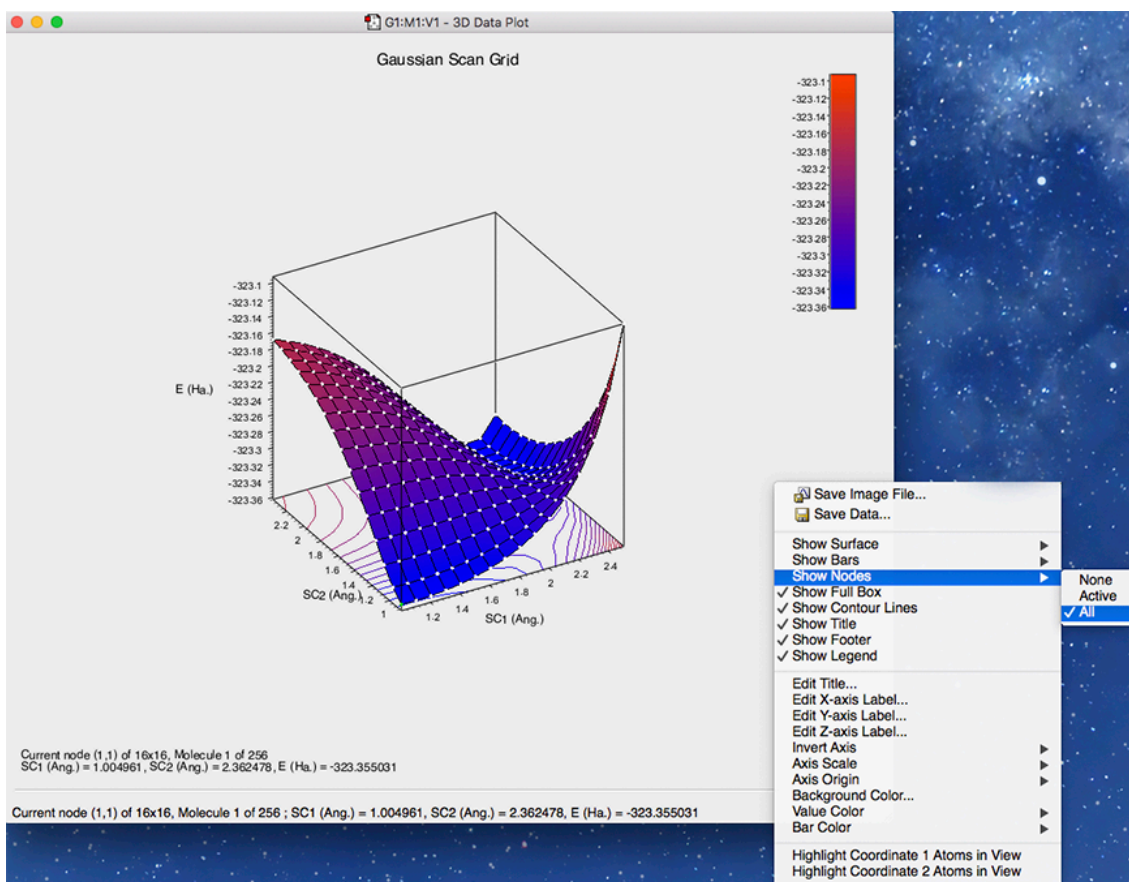 G1:M1:V1 - 3D Data Plot
Gaussian Scan Grid
-323.1
-323.12
-323.14
-323.16
-323.18
-323.2
-323.22
-323.24
-323.26
-323.28
-323.3
-323.32
-323.34
-323.36
-323.1
-323.12
-323.14
-323.16
-323.18
-323.2
-323.22
-323.24
-323.26
-323.28
-323.3
-323.32
-323.34
-323.36
E (Ha.)
2.2
2
1.8
1.6
1.4
1.2
1
SC2 (Ang.)
1.2
1.4
1.6
1.8
2
2.2
2.4
SC1 (Ang.)
Save Image File...
Save Data...
Show Surface
Show Bars
Show Nodes
None
Active
✓ All
✓ Show Full Box
✓ Show Contour Lines
✓ Show Title
✓ Show Footer
✓ Show Legend
Edit Title...
Edit X-axis Label...
Edit Y-axis Label...
Edit Z-axis Label...
Invert Axis
Axis Scale
Axis Origin
Background Color...
Value Color
Bar Color
Highlight Coordinate 1 Atoms in View
Highlight Coordinate 2 Atoms in View
Current node (1,1) of 16x16, Molecule 1 of 256
SC1 (Ang.) = 1.004961, SC2 (Ang.) = 2.362478, E (Ha.) = -323.355031
Current node (1,1) of 16x16, Molecule 1 of 256 ; SC1 (Ang.) = 1.004961, SC2 (Ang.) = 2.362478, E (Ha.) = -323.355031